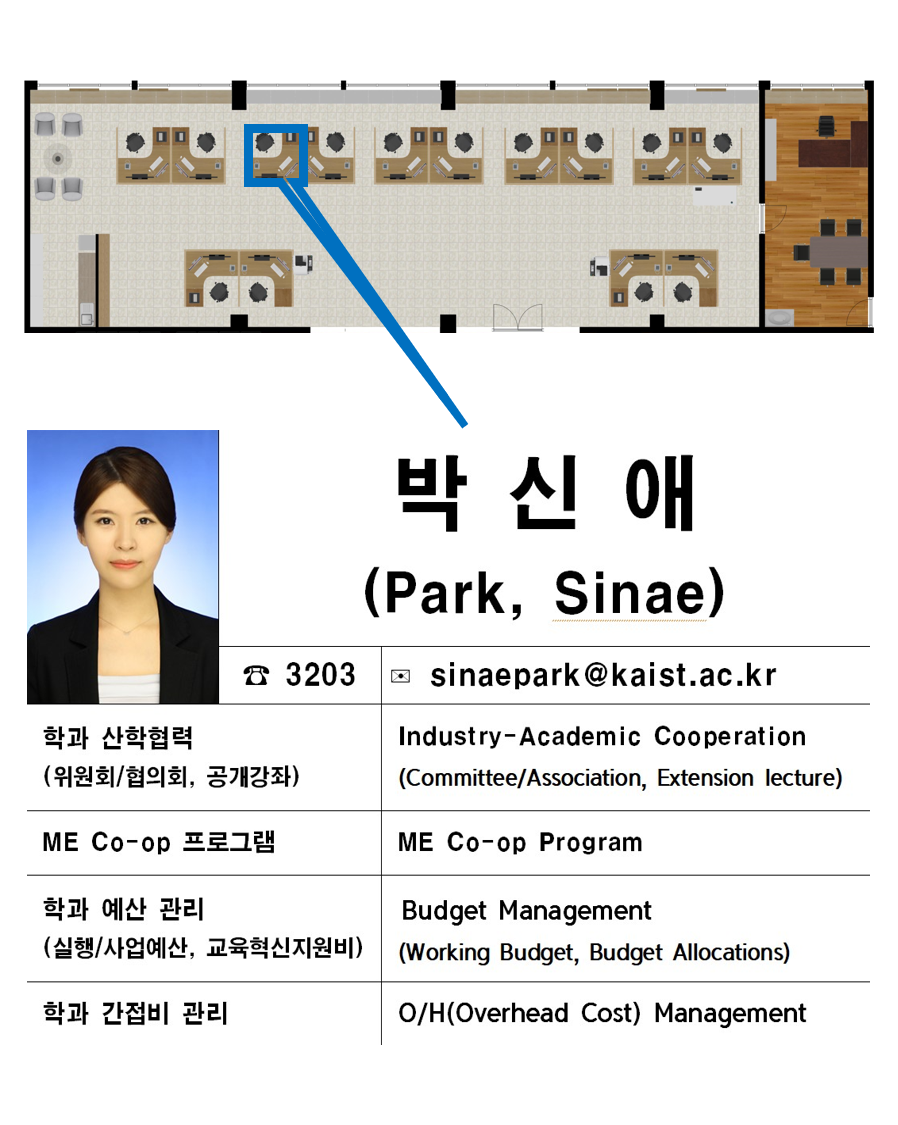 박 신 애
(Park, Sinae)
☎ 3203
✉ sinaepark@kaist.ac.kr
학과 산학협력
(위원회/협의회, 공개강좌)
Industry-Academic Cooperation
(Committee/Association, Extension lecture)
ME Co-op 프로그램
ME Co-op Program
학과 예산 관리
(실행/사업예산, 교육혁신지원비)
Budget Management
(Working Budget, Budget Allocations)
학과 간접비 관리
O/H(Overhead Cost) Management